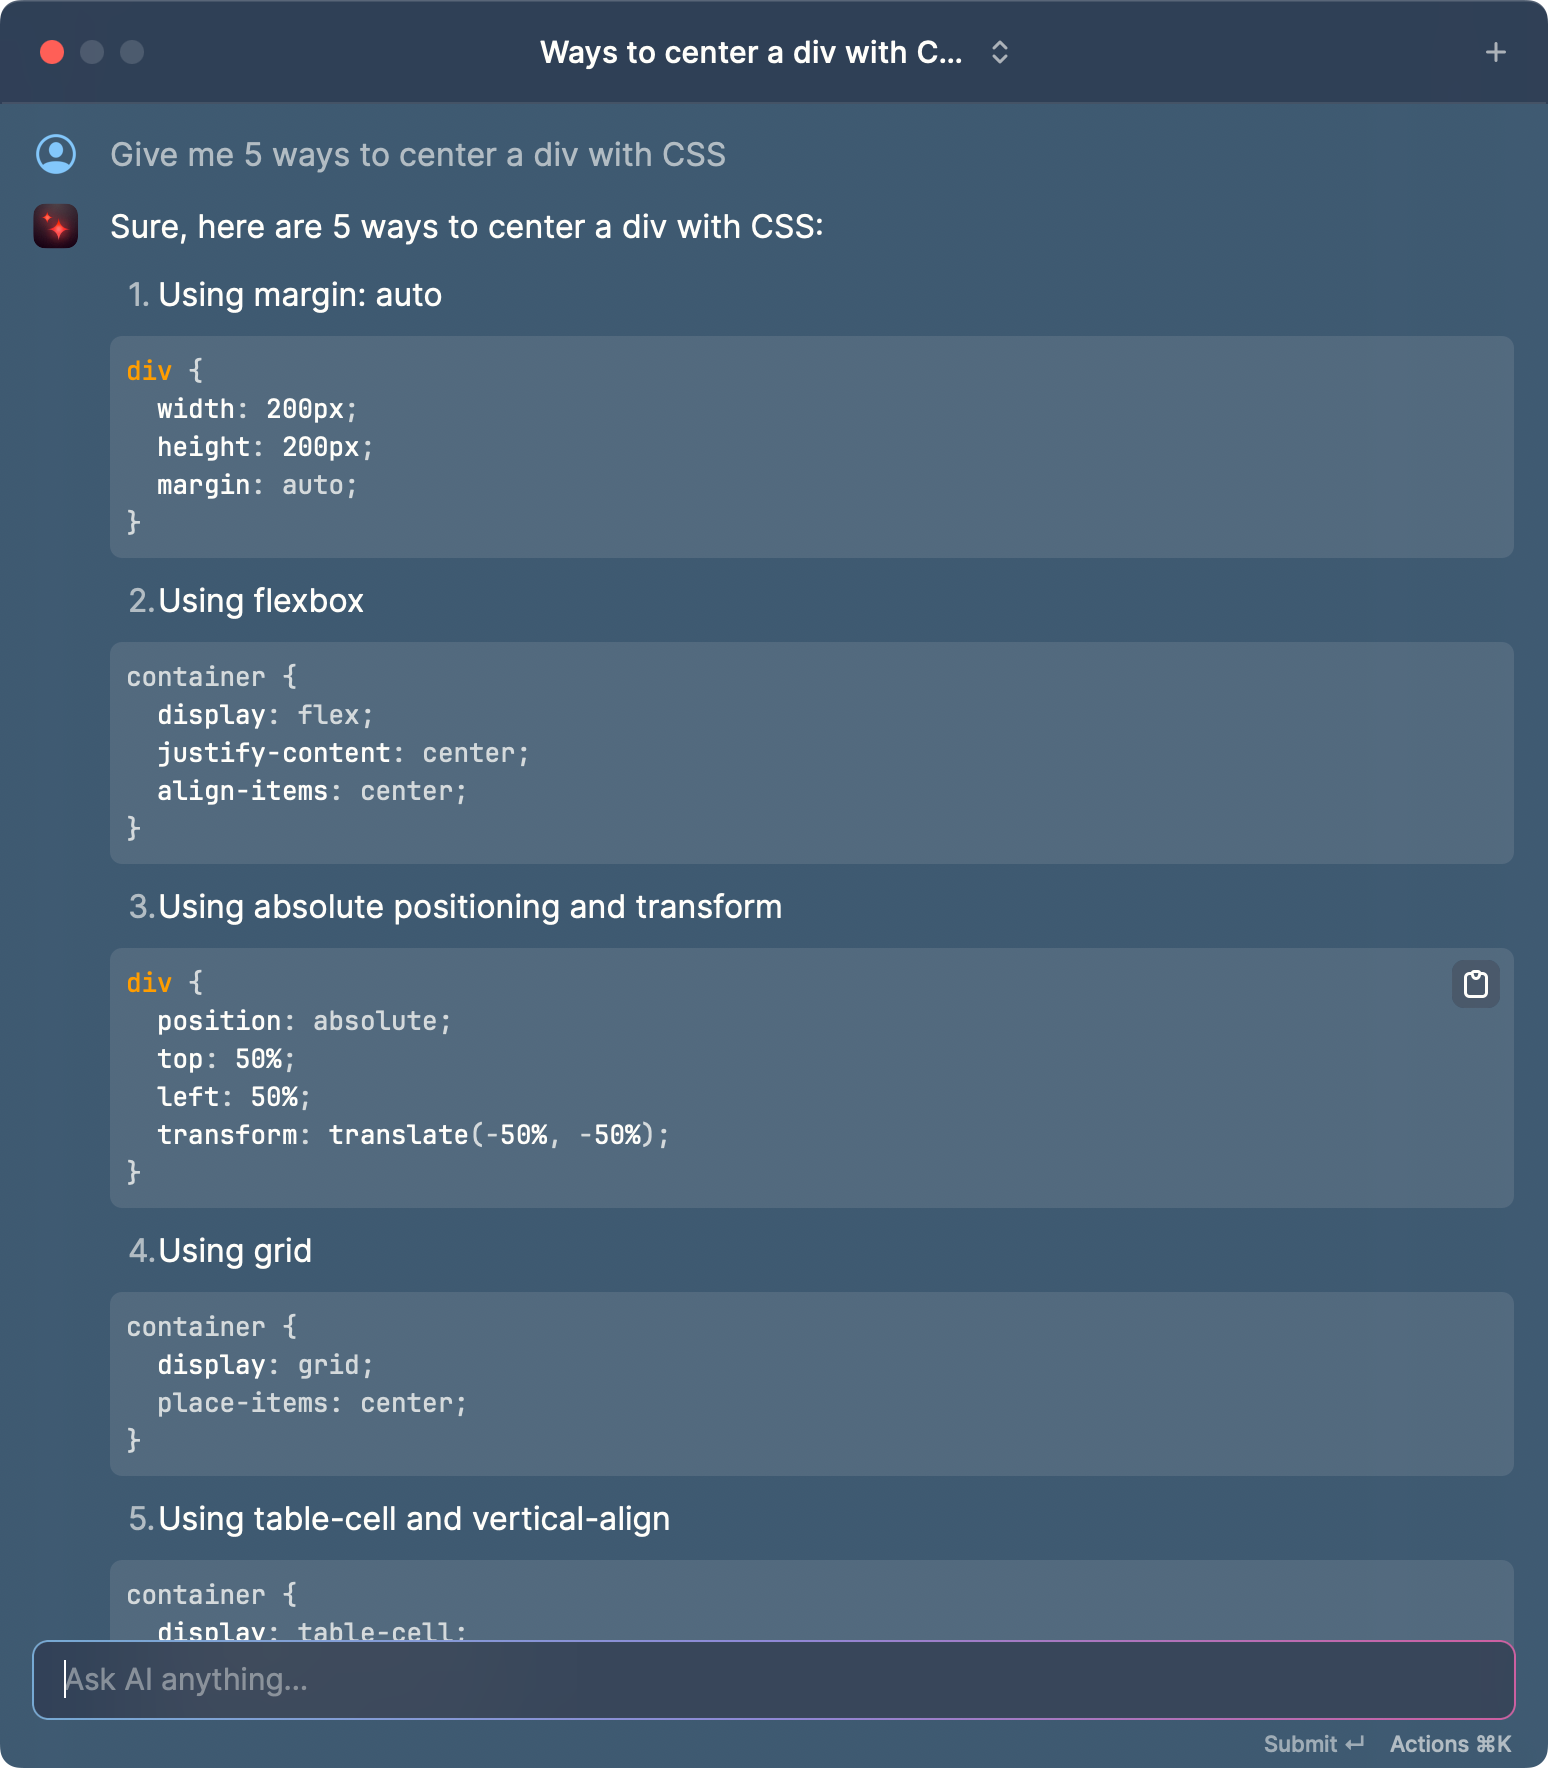 Ways to center a div with C...
Give me 5 ways to center a div with CSS
Sure, here are 5 ways to center a div with CSS:
1. Using margin: auto
div {
  width: 200px;
  height: 200px;
  margin: auto;
}
2. Using flexbox
container {
  display: flex;
  justify-content: center;
  align-items: center;
}
3. Using absolute positioning and transform
div {
  position: absolute;
  top: 50%;
  left: 50%;
  transform: translate(-50%, -50%);
}
4. Using grid
container {
  display: grid;
  place-items: center;
}
5. Using table-cell and vertical-align
container {
  display: table-cell;
Ask AI anything...
Submit ↵ Actions ⌘K